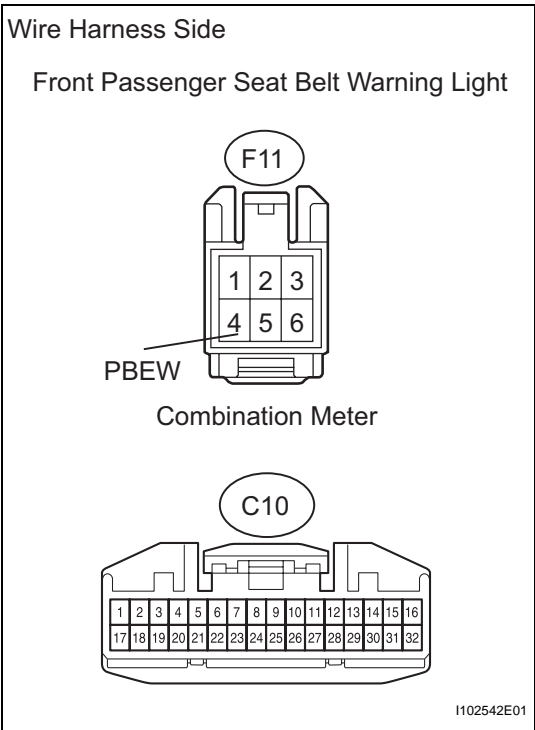 Wire Harness Side
Front Passenger Seat Belt Warning Light
F11
1 2 3
4 5 6
PBEW
Combination Meter
C10
1 2 3 4 5 6 7 8 9 10 11 12 13 14 15 16
17 18 19 20 21 22 23 24 25 26 27 28 29 30 31 32
I102542E01